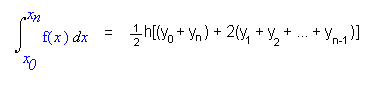 ∫_{x_0}^{x_n} f(x) dx = ½h[(y_0 + y_n) + 2(y_1 + y_2 + ... + y_{n-1})]